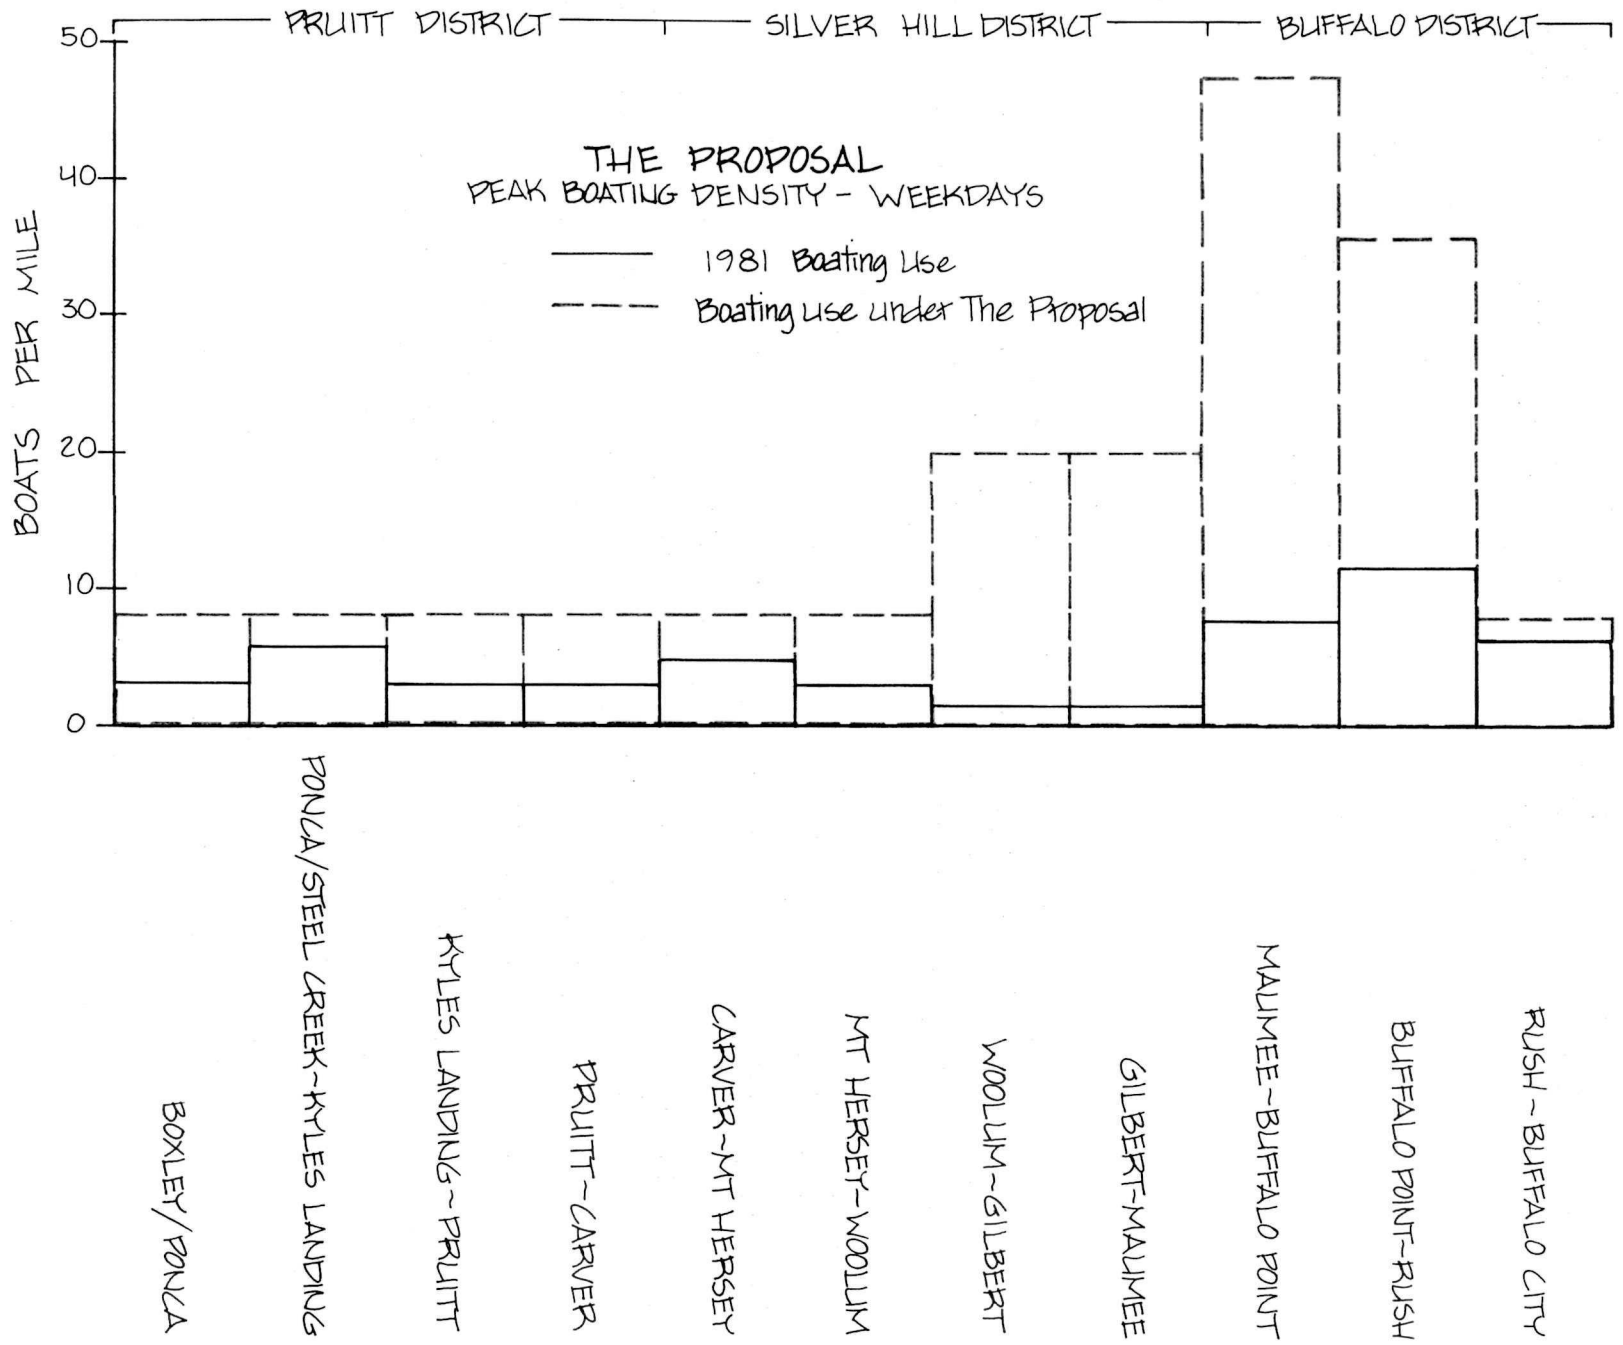 PRUITT DISTRICT
SILVER HILL DISTRICT
BUFFALO DISTRICT
50
40
30
20
10
0
BOATS PER MILE
THE PROPOSAL
PEAK BOATING DENSITY - WEEKDAYS
1981 Boating Use
Boating Use under The Proposal
BOXLEY/PONCA
PONCA/STEEL CREEK~KYLES LANDING
KYLES LANDING~PRUITT
PRUITT~CARVER
CARVER~MT HERSEY
MT HERSEY~WOOLUM
WOOLUM~GILBERT
GILBERT~MAUMEE
MAUMEE~BUFFALO POINT
BUFFALO POINT~RUSH
RUSH~BUFFALO CITY